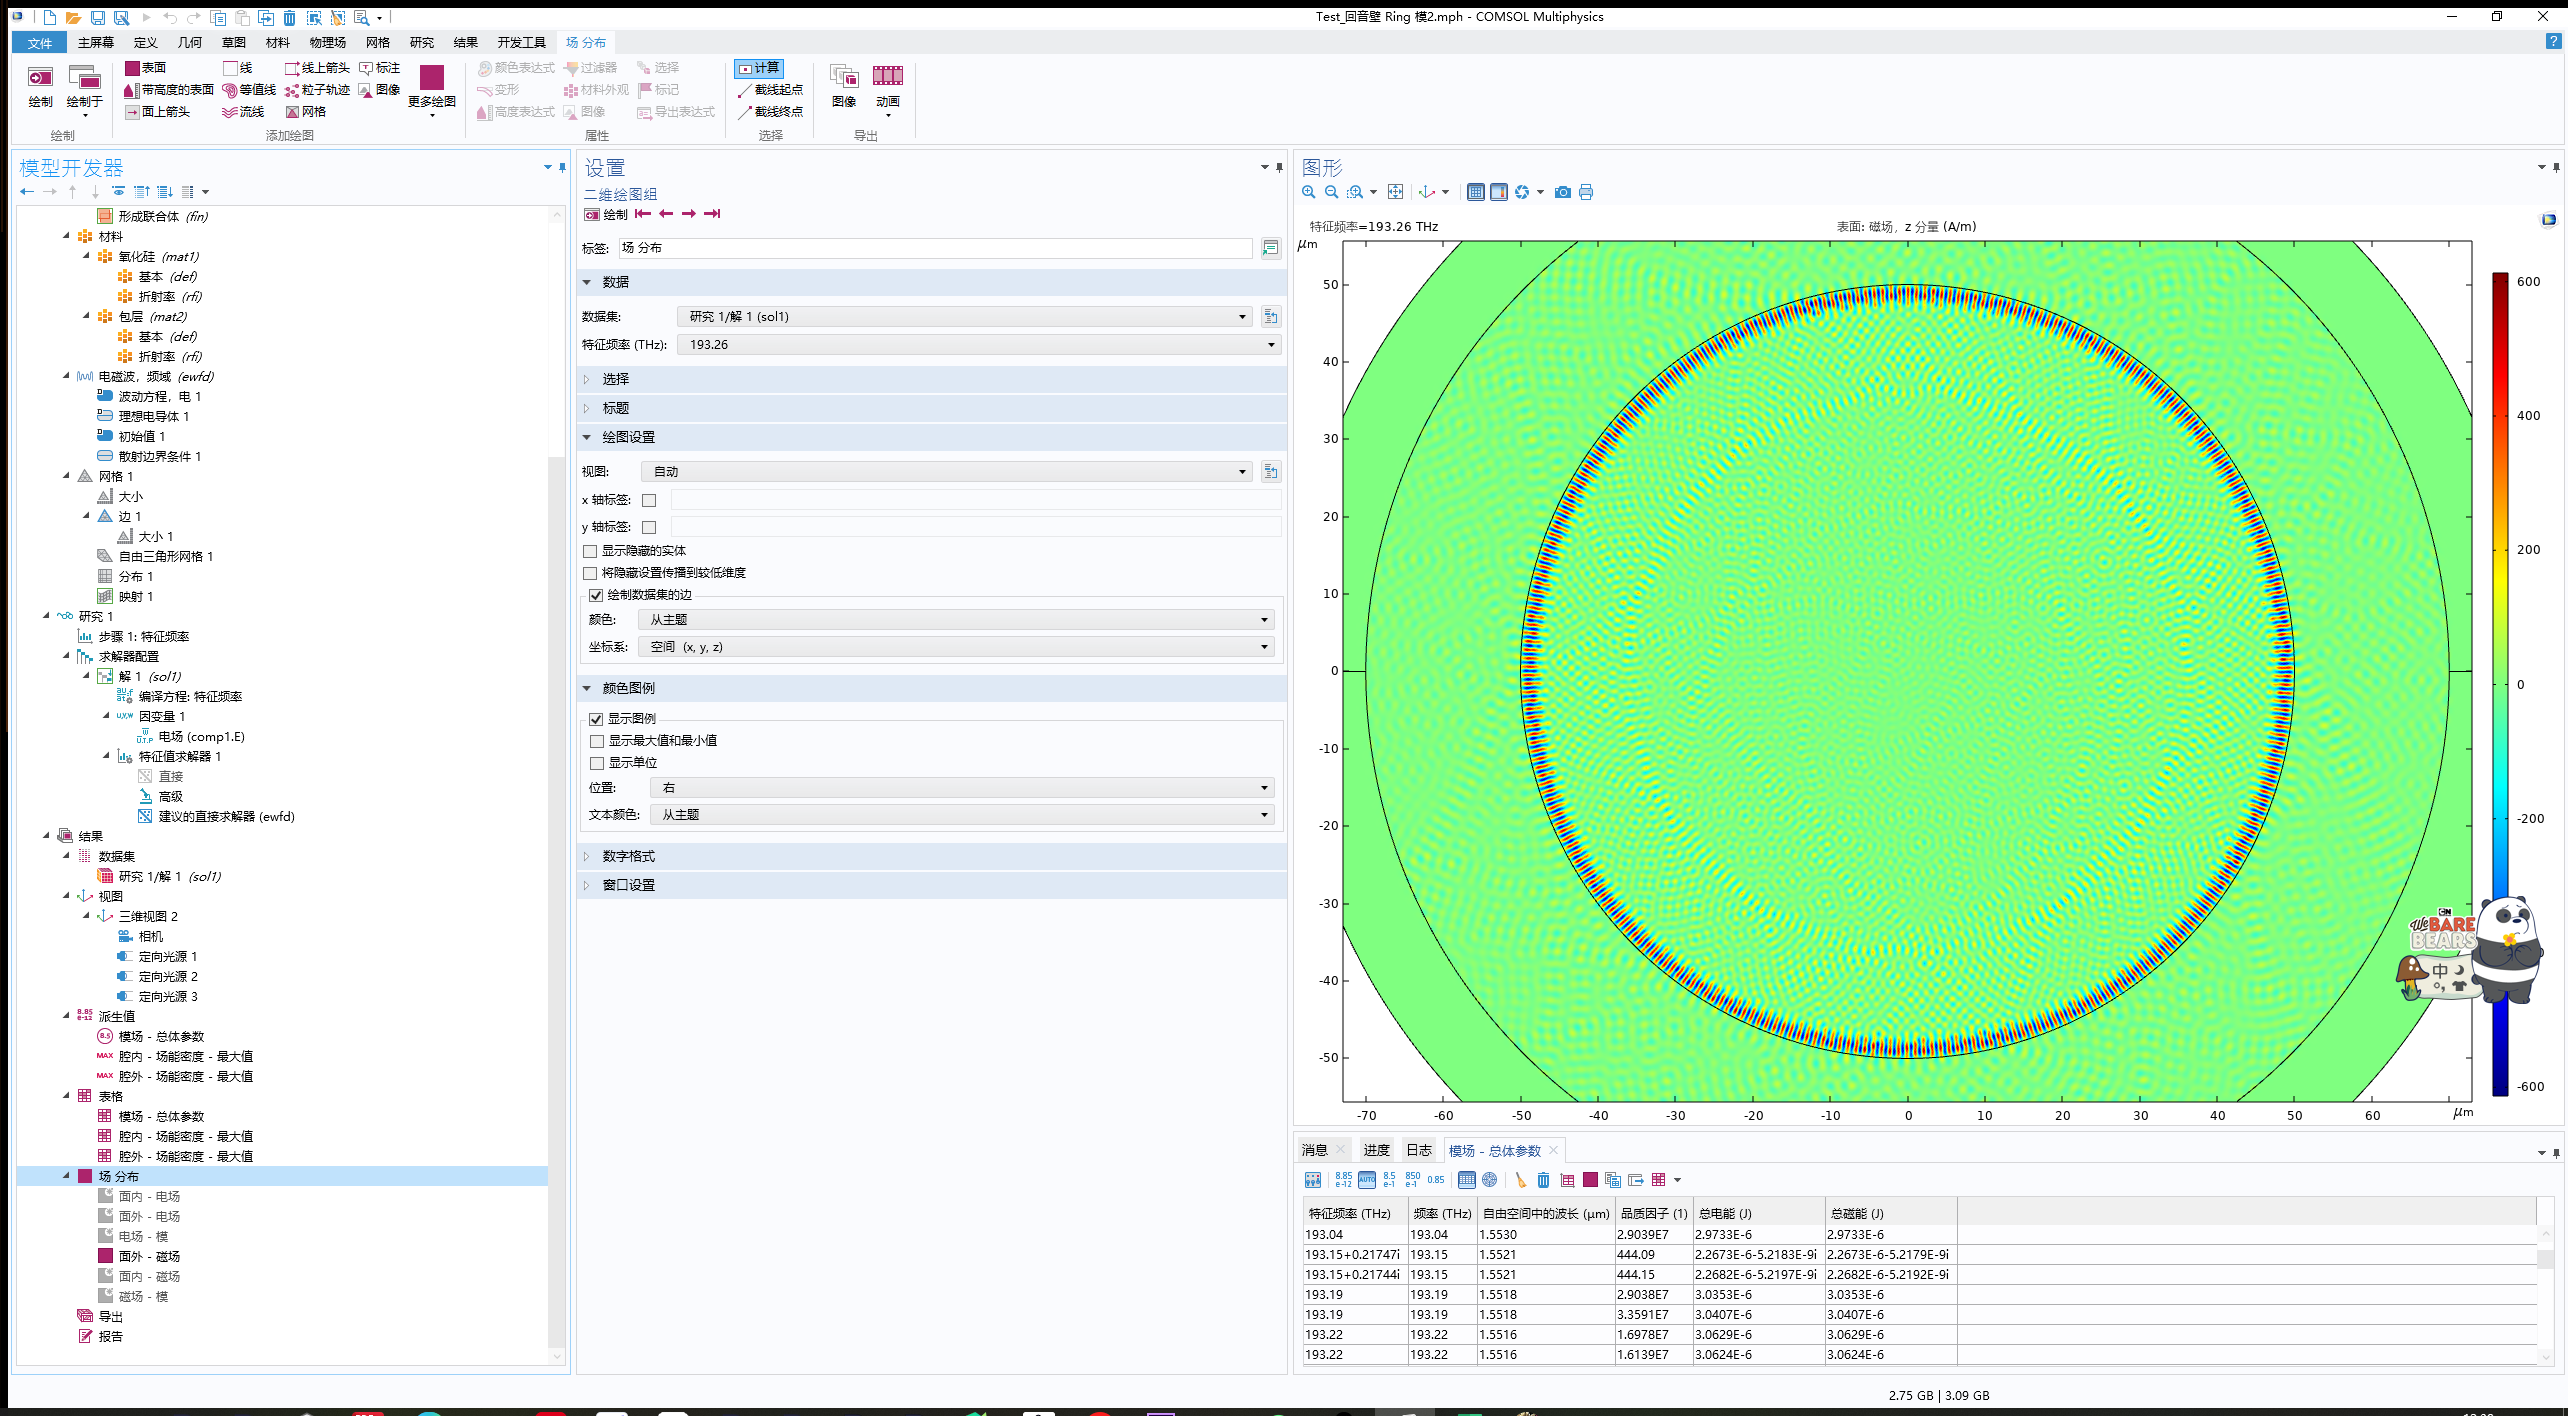 Test_回音壁 Ring 模2.mph - COMSOL Multiphysics
文件 主屏幕 定义 几何 草图 材料 物理场 网格 研究 结果 开发工具 场 分布
绘制 绘制于
绘制
表面 线 线上箭头 标注
带高度的表面 等值线 粒子轨迹 图像
面上箭头 流线 网格
更多绘图
添加绘图
颜色表达式 过滤器 选择
变形 材料外观 标记
高度表达式 图像 导出表达式
属性
计算
截线起点
截线终点
选择
图像 动画
导出
模型开发器
形成联合体 (fin)
材料
氧化硅 (mat1)
基本 (def)
折射率 (rfi)
包层 (mat2)
基本 (def)
折射率 (rfi)
电磁波，频域 (ewfd)
波动方程，电 1
理想电导体 1
初始值 1
散射边界条件 1
网格 1
大小
边 1
大小 1
自由三角形网格 1
分布 1
映射 1
研究 1
步骤 1: 特征频率
求解器配置
解 1 (sol1)
编译方程: 特征频率
因变量 1
电场 (comp1.E)
特征值求解器 1
直接
高级
建议的直接求解器 (ewfd)
结果
数据集
研究 1/解 1 (sol1)
视图
三维视图 2
相机
定向光源 1
定向光源 2
定向光源 3
派生值
模场 - 总体参数
腔内 - 场能密度 - 最大值
腔外 - 场能密度 - 最大值
表格
模场 - 总体参数
腔内 - 场能密度 - 最大值
腔外 - 场能密度 - 最大值
场 分布
面内 - 电场
面外 - 电场
电场 - 模
面外 - 磁场
面内 - 磁场
磁场 - 模
导出
报告
设置
二维绘图组
绘制
标签: 场 分布
数据
数据集: 研究 1/解 1 (sol1)
特征频率 (THz): 193.26
选择
标题
绘图设置
视图: 自动
x 轴标签:
y 轴标签:
显示隐藏的实体
将隐藏设置传播到较低维度
绘制数据集的边
颜色: 从主题
坐标系: 空间 (x, y, z)
颜色图例
显示图例
显示最大值和最小值
显示单位
位置: 右
文本颜色: 从主题
数字格式
窗口设置
图形
特征频率=193.26 THz 表面: 磁场，z 分量 (A/m)
μm
50
40
30
20
10
0
-10
-20
-30
-40
-50
-70 -60 -50 -40 -30 -20 -10 0 10 20 30 40 50 60 μm
600
400
200
0
-200
-600
CN
We BARE BEARS
中
消息 进度 日志 模场 - 总体参数
8.85 e-12 AUTO 8.5 e-1 850 e-1 0.85
特征频率 (THz) 频率 (THz) 自由空间中的波长 (μm) 品质因子 (1) 总电能 (J) 总磁能 (J)
193.04 193.04 1.5530 2.9039E7 2.9733E-6 2.9733E-6
193.15+0.21747i 193.15 1.5521 444.09 2.2673E-6-5.2183E-9i 2.2673E-6-5.2179E-9i
193.15+0.21744i 193.15 1.5521 444.15 2.2682E-6-5.2197E-9i 2.2682E-6-5.2192E-9i
193.19 193.19 1.5518 2.9038E7 3.0353E-6 3.0353E-6
193.19 193.19 1.5518 3.3591E7 3.0407E-6 3.0407E-6
193.22 193.22 1.5516 1.6978E7 3.0629E-6 3.0629E-6
193.22 193.22 1.5516 1.6139E7 3.0624E-6 3.0624E-6
2.75 GB | 3.09 GB